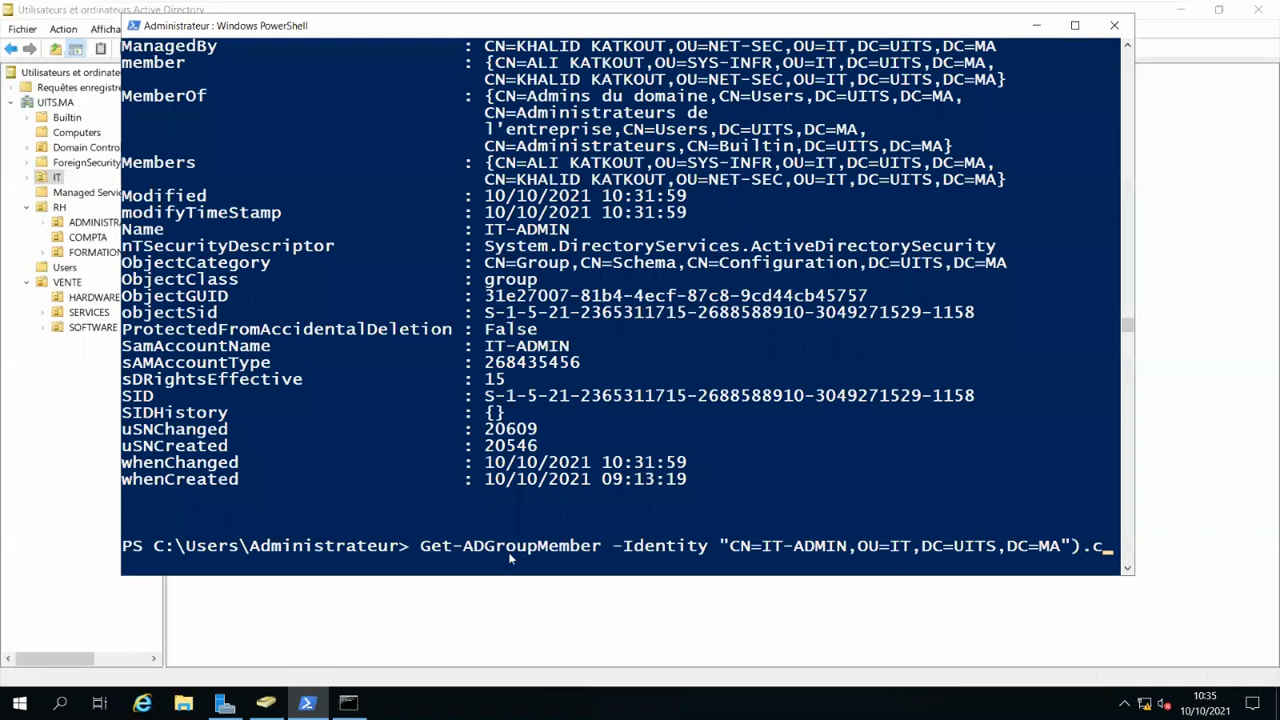 Utilisateurs et ordinateurs Active Directory
Administrateur : Windows PowerShell
Fichier Action Afficha
Utilisateurs et ordinate
Requêtes enregistre
UITS.MA
Builtin
Computers
Domain Contro
ForeignSecurity
IT
Managed Servic
RH
ADMINISTRA
COMPTA
FORMATION
Users
VENTE
HARDWARE
SERVICES
SOFTWARE
ManagedBy : CN=KHALID KATKOUT,OU=NET-SEC,OU=IT,DC=UITS,DC=MA
member : {CN=ALI KATKOUT,OU=SYS-INFR,OU=IT,DC=UITS,DC=MA,
CN=KHALID KATKOUT,OU=NET-SEC,OU=IT,DC=UITS,DC=MA}
MemberOf : {CN=Admins du domaine,CN=Users,DC=UITS,DC=MA,
CN=Administrateurs de
l’entreprise,CN=Users,DC=UITS,DC=MA,
CN=Administrateurs,CN=Builtin,DC=UITS,DC=MA}
Members : {CN=ALI KATKOUT,OU=SYS-INFR,OU=IT,DC=UITS,DC=MA,
CN=KHALID KATKOUT,OU=NET-SEC,OU=IT,DC=UITS,DC=MA}
Modified : 10/10/2021 10:31:59
modifyTimeStamp : 10/10/2021 10:31:59
Name : IT-ADMIN
nTSecurityDescriptor : System.DirectoryServices.ActiveDirectorySecurity
ObjectCategory : CN=Group,CN=Schema,CN=Configuration,DC=UITS,DC=MA
ObjectClass : group
ObjectGUID : 31e27007-81b4-4ecf-87c8-9cd44cb45757
objectSid : S-1-5-21-2365311715-2688588910-3049271529-1158
ProtectedFromAccidentalDeletion : False
SamAccountName : IT-ADMIN
sAMAccountType : 268435456
sDRightsEffective : 15
SID : S-1-5-21-2365311715-2688588910-3049271529-1158
SIDHistory : {}
uSNChanged : 20609
uSNCreated : 20546
whenChanged : 10/10/2021 10:31:59
whenCreated : 10/10/2021 09:13:19
PS C:\Users\Administrateur> Get-ADGroupMember -Identity "CN=IT-ADMIN,OU=IT,DC=UITS,DC=MA").c_
10:35
10/10/2021